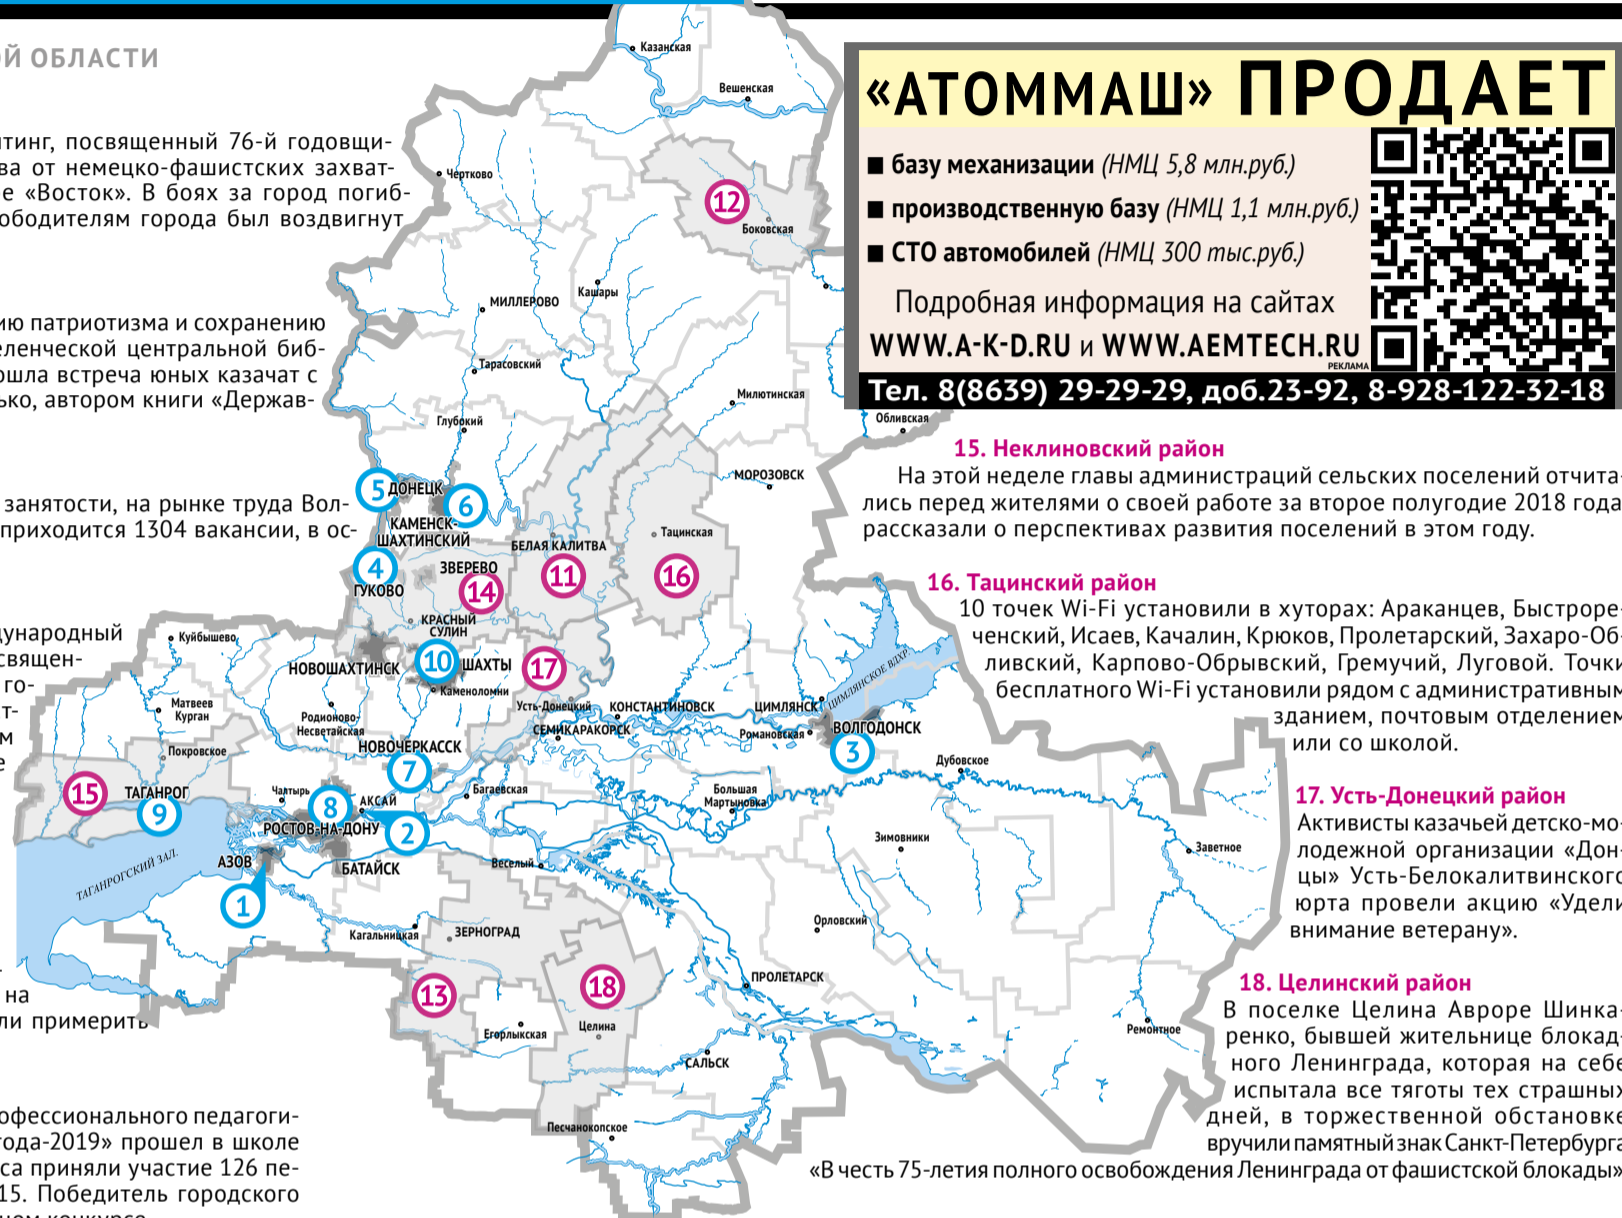 ОЙ ОБЛАСТИ
тинг, посвященный 76-й годовщи-
ва от немецко-фашистских захват-
е «Восток». В боях за город погиб-
ободителям города был воздвигнут
ию патриотизма и сохранению
еленческой центральной биб-
ошла встреча юных казачат с
ько, автором книги «Держав-
занятости, на рынке труда Вол-
приходится 1304 вакансии, в ос-
дународный
священ-
го-
т-
м
е
на
ли примерить
офессионального педагоги-
года-2019» прошел в школе
са приняли участие 126 пе-
15. Победитель городского
ном конкурсе
«АТОММАШ» ПРОДАЕТ
■ базу механизации (НМЦ 5,8 млн.руб.)
■ производственную базу (НМЦ 1,1 млн.руб.)
■ СТО автомобилей (НМЦ 300 тыс.руб.)
Подробная информация на сайтах
WWW.A-K-D.RU и WWW.AEMTECH.RU
РЕКЛАМА
Тел. 8(8639) 29-29-29, доб.23-92, 8-928-122-32-18
Казанская
Вешенская
Чертково
12
Боковская
МИЛЛЕРОВО
Кашары
Тарасовский
Милютинская
Обливская
Глубокий
МОРОЗОВСК
5
ДОНЕЦК
6
КАМЕНСК-
ШАХТИНСКИЙ
БЕЛАЯ КАЛИТВА
Тацинская
4
ГУКОВО
ЗВЕРЕВО
14
11
16
КРАСНЫЙ
СУЛИН
Куйбышево
НОВОШАХТИНСК
10
ШАХТЫ
17
Каменоломни
Матвеев
Курган
Родионово-
Несветайская
Усть-Донецкий
КОНСТАНТИНОВСК
ЦИМЛЯНСК
ЦИМЛЯНСКОЕ ВДХР.
Покровское
НОВОЧЕРКАССК
СЕМИКАРАКОРСК
Романовская
ВОЛГОДОНСК
3
7
15
ТАГАНРОГ
9
Чалтырь
8
АКСАЙ
Багаевская
Большая
Мартыновка
Дубовское
РОСТОВ-НА-ДОНУ
2
ТАГАНРОГСКИЙ ЗАЛ.
АЗОВ
БАТАЙСК
Веселый
Зимовники
Заветное
1
Кагальницкая
ЗЕРНОГРАД
Орловский
13
18
ПРОЛЕТАРСК
Егорлыкская
Целина
Ремонтное
САЛЬСК
Песчанокопское
15. Неклиновский район
На этой неделе главы администраций сельских поселений отчита-
лись перед жителями о своей работе за второе полугодие 2018 года
рассказали о перспективах развития поселений в этом году.
16. Тацинский район
10 точек Wi-Fi установили в хуторах: Араканцев, Быстроре-
ченский, Исаев, Качалин, Крюков, Пролетарский, Захаро-Об-
ливский, Карпово-Обрывский, Гремучий, Луговой. Точки
бесплатного Wi-Fi установили рядом с административным
зданием, почтовым отделением
или со школой.
17. Усть-Донецкий район
Активисты казачьей детско-мо-
лодежной организации «Дон-
цы» Усть-Белокалитвинского
юрта провели акцию «Удели
внимание ветерану».
18. Целинский район
В поселке Целина Авроре Шинка-
ренко, бывшей жительнице блокад-
ного Ленинграда, которая на себе
испытала все тяготы тех страшных
дней, в торжественной обстановке
вручили памятный знак Санкт-Петербурга
«В честь 75-летия полного освобождения Ленинграда от фашистской блокады»